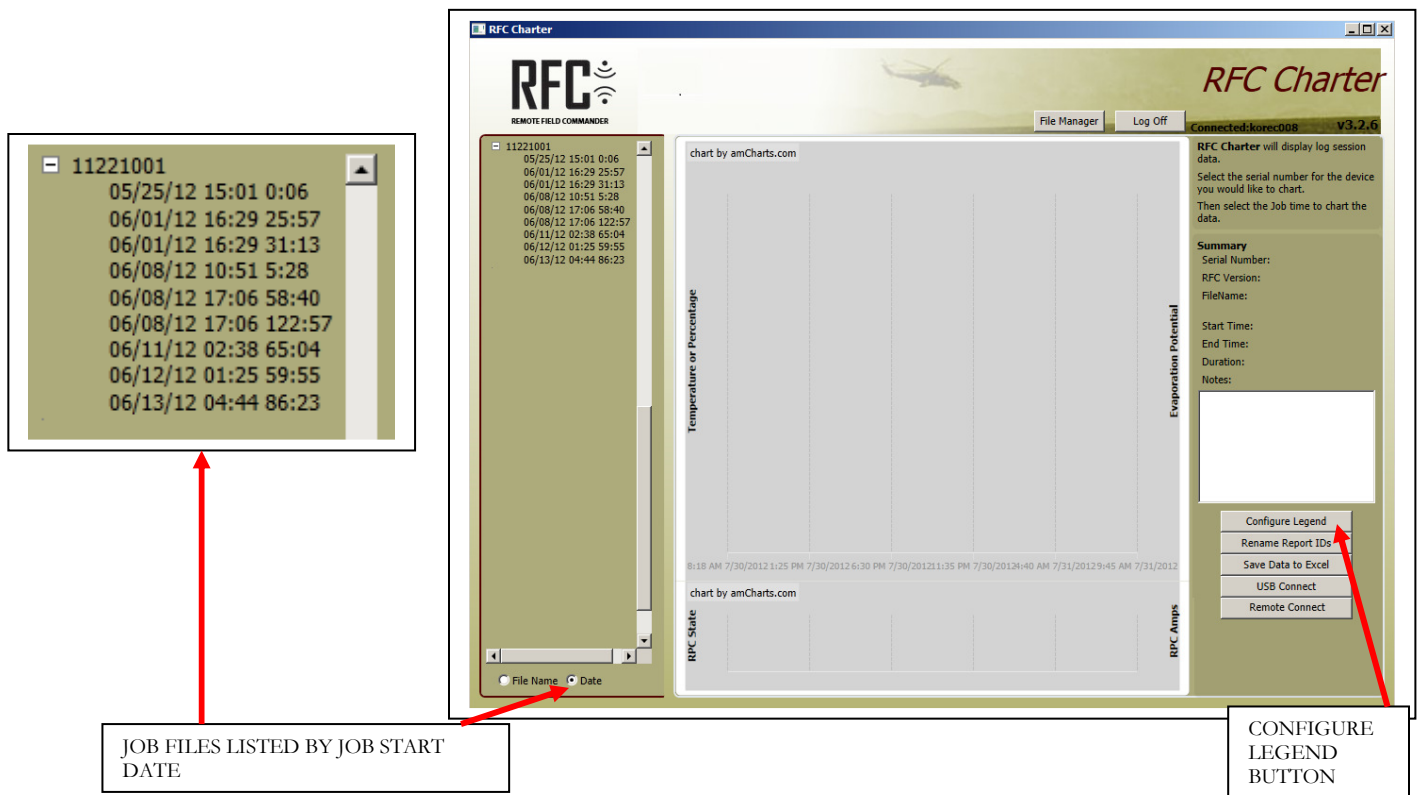 11221001
05/25/12 15:01 0:06
06/01/12 16:29 25:57
06/01/12 16:29 31:13
06/08/12 10:51 5:28
06/08/12 17:06 58:40
06/08/12 17:06 122:57
06/11/12 02:38 65:04
06/12/12 01:25 59:55
06/13/12 04:44 86:23
JOB FILES LISTED BY JOB START
DATE
RFC Charter
RFC
REMOTE FIELD COMMANDER
RFC Charter
File Manager
Log Off
Connected:korec008
v3.2.6
11221001
05/25/12 15:01 0:06
06/01/12 16:29 25:57
06/01/12 16:29 31:13
06/08/12 10:51 5:28
06/08/12 17:06 58:40
06/08/12 17:06 122:57
06/11/12 02:38 65:04
06/12/12 01:25 59:55
06/13/12 04:44 86:23
File Name
Date
chart by amCharts.com
Temperature or Percentage
Evaporation Potential
8:18 AM 7/30/2012 1:25 PM 7/30/2012 6:30 PM 7/30/201211:35 PM 7/30/20124:40 AM 7/31/20129:45 AM 7/31/2012
chart by amCharts.com
RPC State
RPC Amps
RFC Charter will display log session
data.
Select the serial number for the device
you would like to chart.
Then select the Job time to chart the
data.
Summary
Serial Number:
RFC Version:
FileName:
Start Time:
End Time:
Duration:
Notes:
Configure Legend
Rename Report IDs
Save Data to Excel
USB Connect
Remote Connect
CONFIGURE
LEGEND
BUTTON